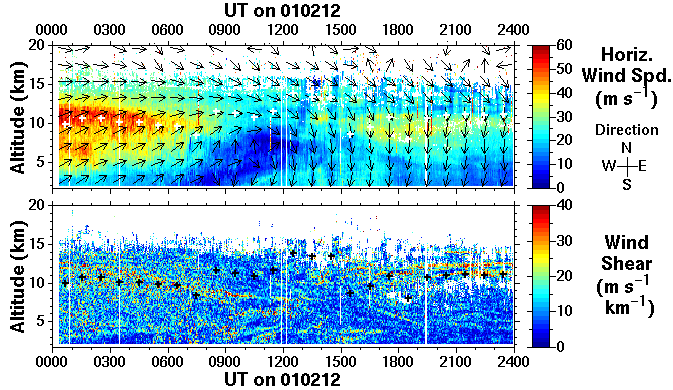 UT on 010212
0000 0300 0600 0900 1200 1500 1800 2100 2400
20
15
10
5
Altitude (km)
60
50
40
30
20
10
0
Horiz.
Wind Spd.
(m s⁻¹)
Direction
N
W E
S
20
15
10
5
Altitude (km)
40
30
20
10
0
Wind
Shear
(m s⁻¹
km⁻¹)
0000 0300 0600 0900 1200 1500 1800 2100 2400
UT on 010212